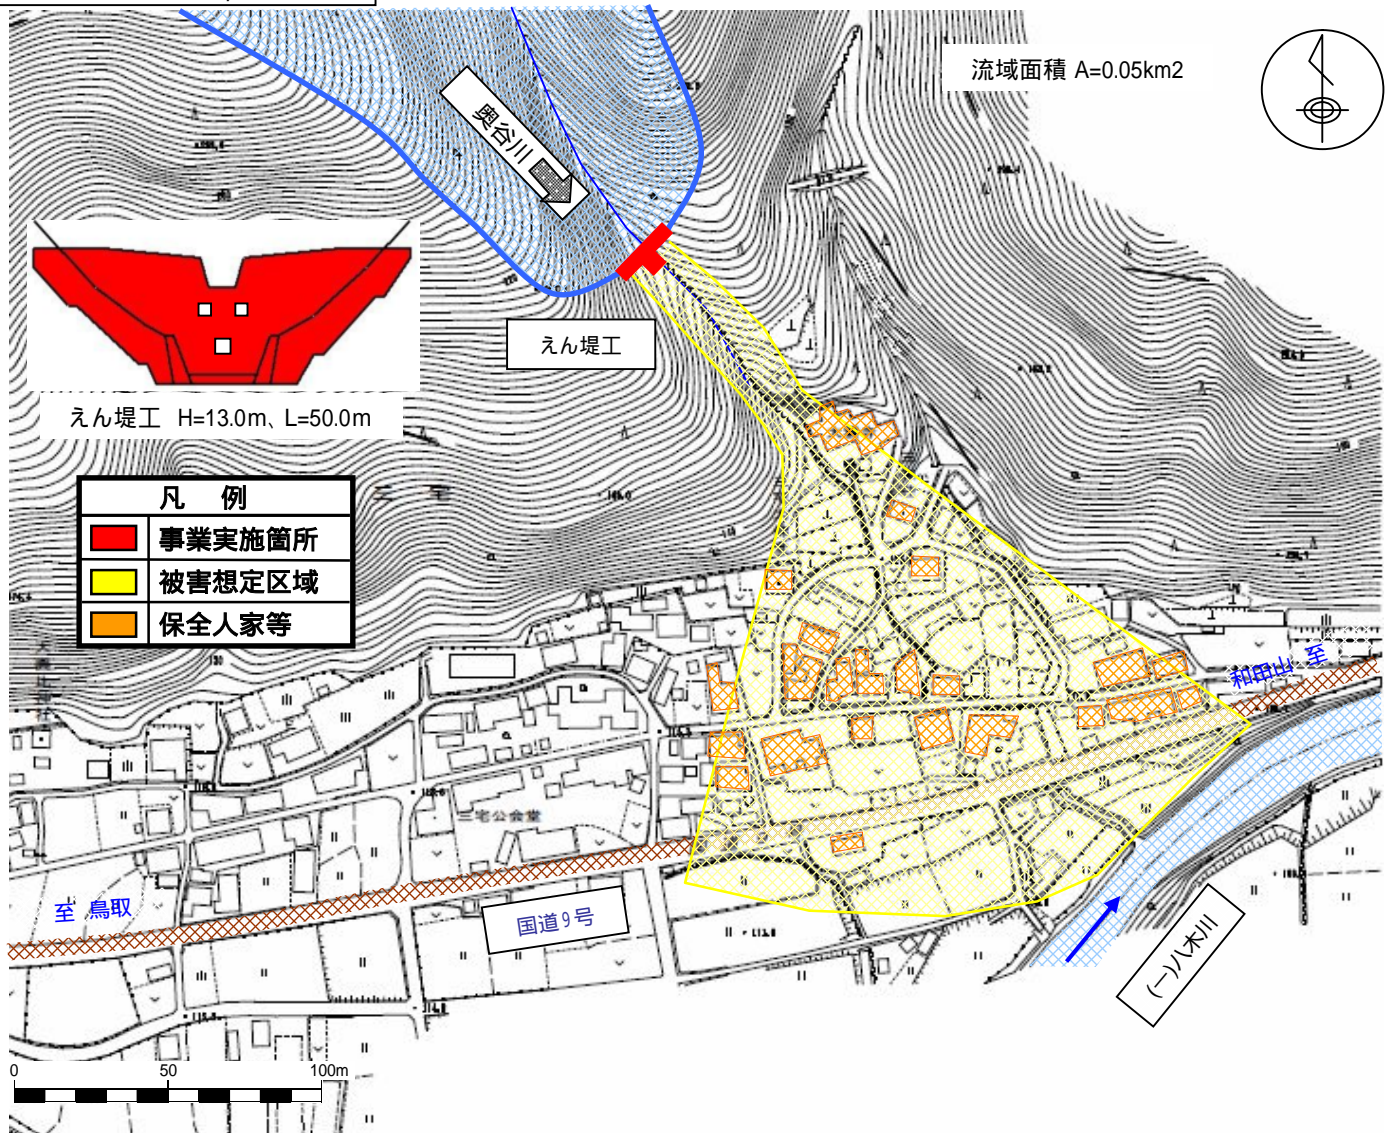 流域面積 A=0.05km2
奥谷川
えん堤工
えん堤工 H=13.0m、L=50.0m
凡 例
事業実施箇所
被害想定区域
保全人家等
和田山 至
三宅公会堂
至 鳥取
国道9号
(一)八木川
0 50 100m